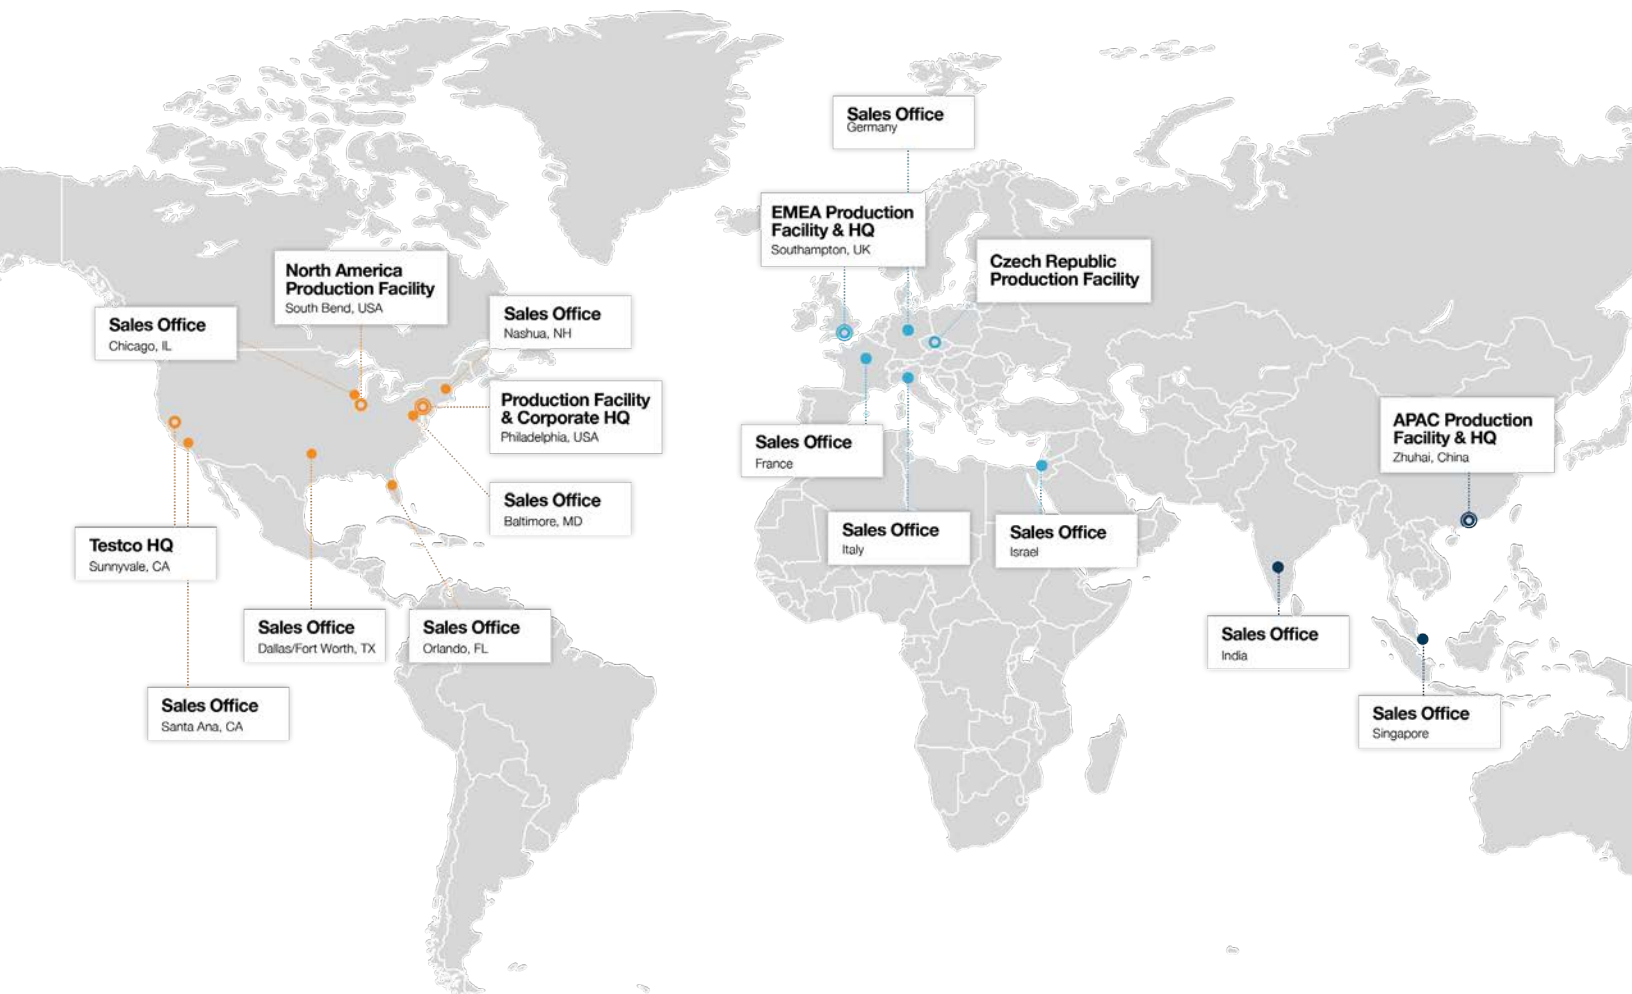 Sales Office
Germany
EMEA Production
Facility & HQ
Southampton, UK
Czech Republic
Production Facility
North America
Production Facility
South Bend, USA
Sales Office
Chicago, IL
Sales Office
Nashua, NH
Production Facility
& Corporate HQ
Philadelphia, USA
Sales Office
France
APAC Production
Facility & HQ
Zhuhai, China
Sales Office
Baltimore, MD
Testco HQ
Sunnyvale, CA
Sales Office
Italy
Sales Office
Israel
Sales Office
Dallas/Fort Worth, TX
Sales Office
Orlando, FL
Sales Office
India
Sales Office
Santa Ana, CA
Sales Office
Singapore